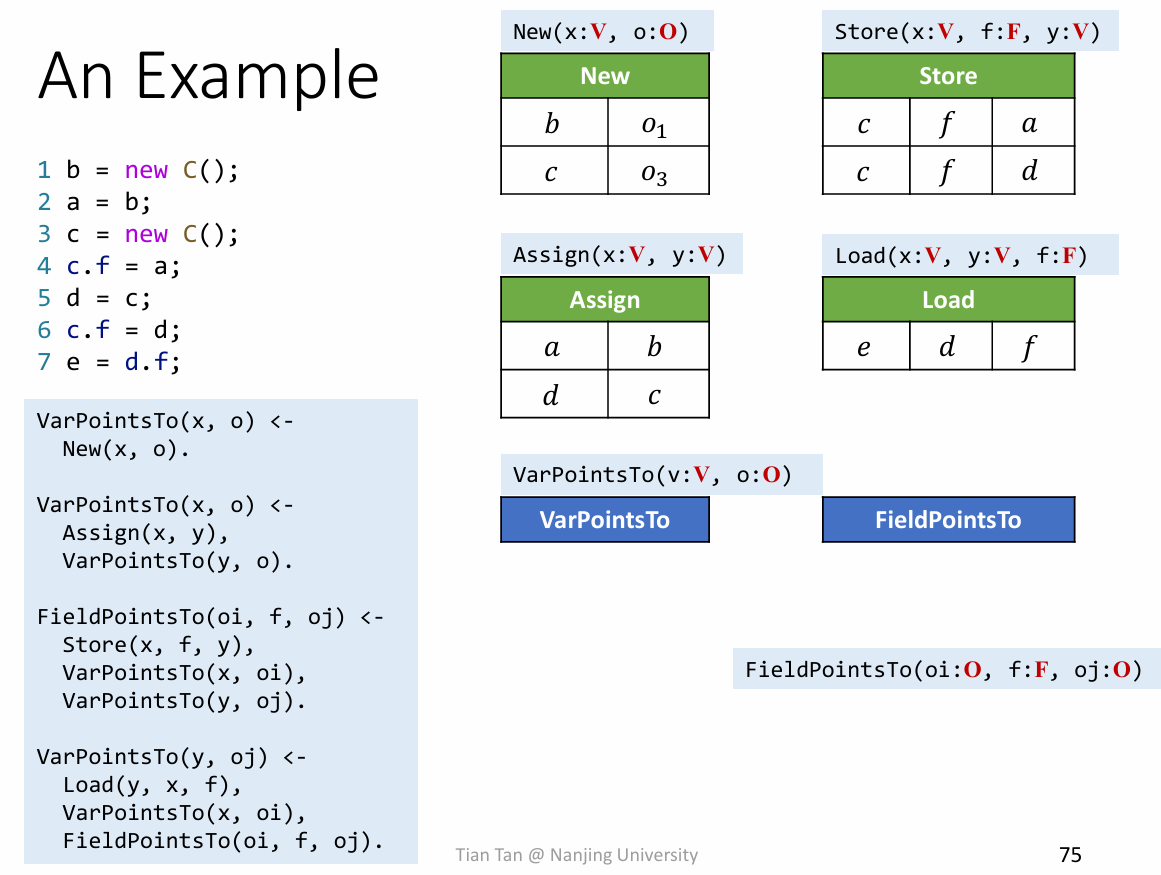 An Example
1 b = new C();
2 a = b;
3 c = new C();
4 c.f = a;
5 d = c;
6 c.f = d;
7 e = d.f;
VarPointsTo(x, o) <-
New(x, o).
VarPointsTo(x, o) <-
Assign(x, y),
VarPointsTo(y, o).
FieldPointsTo(oi, f, oj) <-
Store(x, f, y),
VarPointsTo(x, oi),
VarPointsTo(y, oj).
VarPointsTo(y, oj) <-
Load(y, x, f),
VarPointsTo(x, oi),
FieldPointsTo(oi, f, oj).
New(x:V, o:O)
New
b o₁
c o₃
Store(x:V, f:F, y:V)
Store
c f a
c f d
Assign(x:V, y:V)
Assign
a b
d c
Load(x:V, y:V, f:F)
Load
e d f
VarPointsTo(v:V, o:O)
VarPointsTo
FieldPointsTo
FieldPointsTo(oi:O, f:F, oj:O)
Tian Tan @ Nanjing University
75